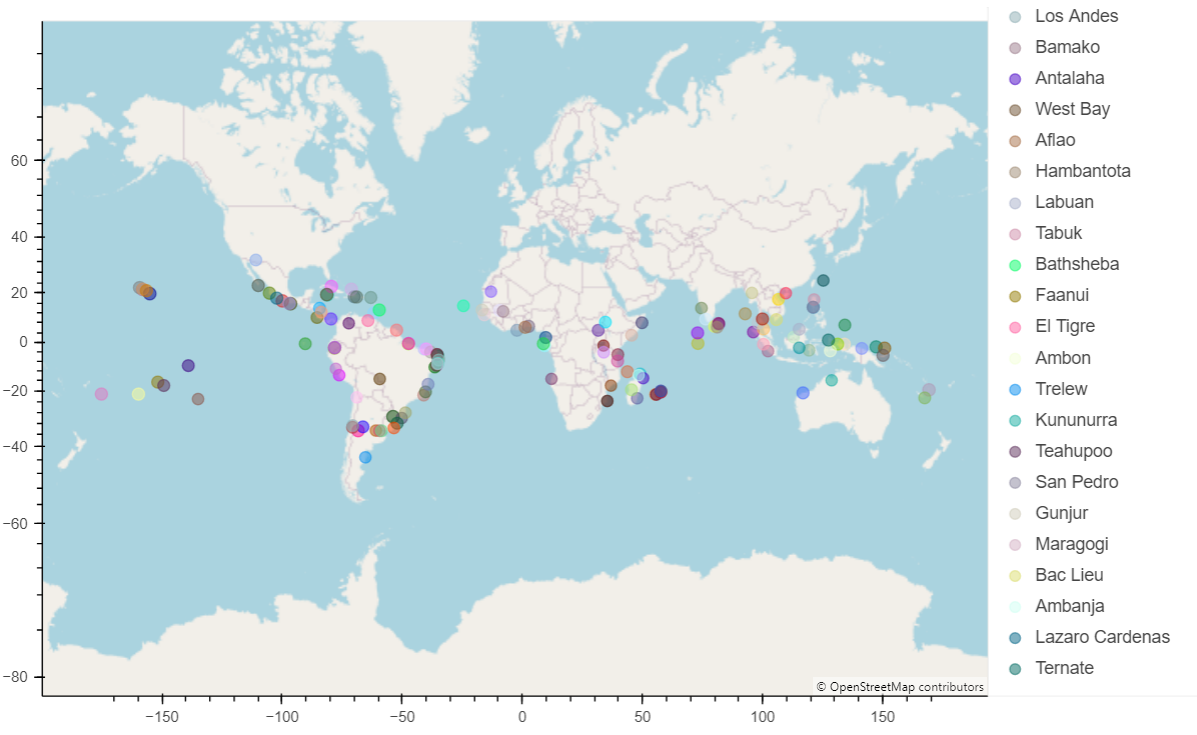 Los Andes
Bamako
Antalaha
West Bay
Aflao
Hambantota
Labuan
Tabuk
Bathsheba
Faanui
El Tigre
Ambon
Trelew
Kununurra
Teahupoo
San Pedro
Gunjur
Maragogi
Bac Lieu
Ambanja
Lazaro Cardenas
Ternate
60
40
20
0
−20
−40
−60
−80
© OpenStreetMap contributors
−150 −100 −50 0 50 100 150